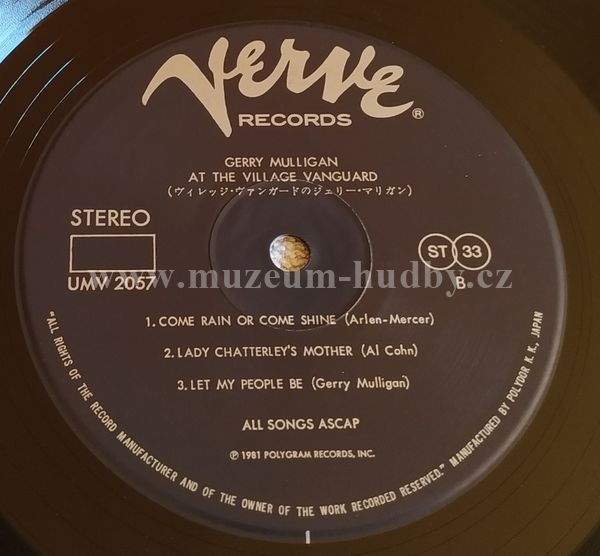 Verve®
RECORDS
GERRY MULLIGAN
AT THE VILLAGE VANGUARD
(ヴィレッジ・ヴァンガードのジェリー・マリガン)
STEREO
UMV 2057
ST 33
B
www.muzeum-hudby.cz
1. COME RAIN OR COME SHINE (Arlen-Mercer)
2. LADY CHATTERLEY'S MOTHER (Al Cohn)
3. LET MY PEOPLE BE (Gerry Mulligan)
ALL SONGS ASCAP
℗ 1981 POLYGRAM RECORDS, INC.
"ALL RIGHTS OF THE RECORD MANUFACTURER AND OF THE OWNER OF THE WORK RECORDED RESERVED." MANUFACTURED BY POLYDOR K. K., JAPAN
1